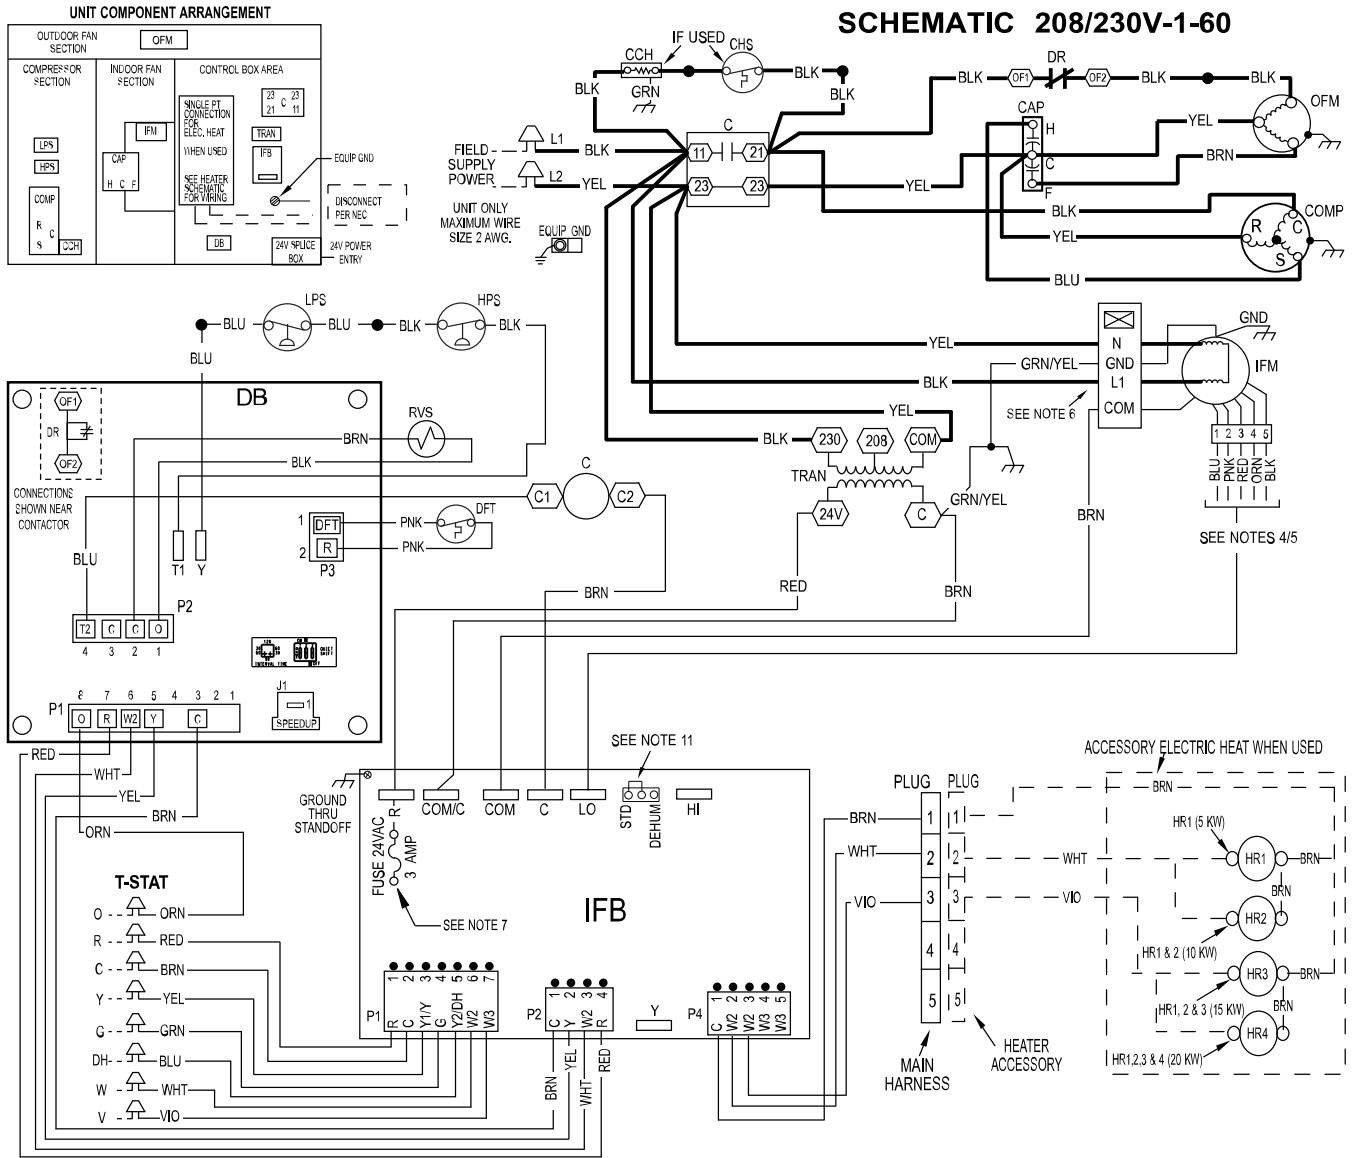 UNIT COMPONENT ARRANGEMENT
SCHEMATIC 208/230V-1-60
OUTDOOR FAN
SECTION
OFM
COMPRESSOR
SECTION
INDOOR FAN
SECTION
CONTROL BOX AREA
SINGLE PT
CONNECTION
FOR
ELEC. HEAT
WHEN USED
SEE HEATER
SCHEMATIC
FOR WIRING
23 C 23
21 11
TRAN
IFB
IFM
LPS
HPS
CAP
H C F
COMP
R
C
S
CCH
EQUIP GND
DISCONNECT
PER NEC
DB
24V SPLICE
BOX
24V POWER
ENTRY
IF USED
CCH
CHS
BLK
BLK
BLK
GRN
FIELD
SUPPLY
POWER
L1
L2
BLK
YEL
UNIT ONLY
MAXIMUM WIRE
SIZE 2 AWG.
EQUIP GND
C
11
21
23
23
BLK
OF1
DR
OF2
BLK
BLK
OFM
CAP
H
C
F
YEL
YEL
BRN
BLK
YEL
BLU
COMP
R
C
S
LPS
HPS
BLU
BLU
BLK
BLK
BLU
YEL
BLK
YEL
BLK
GRN/YEL
N
GND
L1
COM
GND
IFM
SEE NOTE 6
1 2 3 4 5
BLU
PNK
RED
ORN
BLK
SEE NOTES 4/5
230
208
COM
TRAN
24V
C
GRN/YEL
BRN
RED
BRN
DB
OF1
DR
OF2
CONNECTIONS
SHOWN NEAR
CONTACTOR
RVS
BRN
BLK
C
C1
C2
DFT
1
DFT
PNK
2
R
PNK
P3
BLU
T1 Y
P2
T2 C C O
4 3 2 1
BRN
INTERVAL TIME
QUIET
SHIFT
J1
1
SPEEDUP
8 7 6 5 4 3 2 1
P1
O R W2 Y C
RED
WHT
YEL
BRN
ORN
T-STAT
O ORN
R RED
C BRN
Y YEL
G GRN
DH BLU
W WHT
V VIO
GROUND
THRU
STANDOFF
SEE NOTE 11
R
COM/C
COM
C
LO
STD
DEHUM
HI
FUSE 24VAC
3 AMP
SEE NOTE 7
IFB
P1
1 2 3 4 5 6 7
R C Y1/Y G Y2/DH W2 W3
P2
1 2 3 4
C Y W2 R
Y
P4
1 2 3 4 5
C W2 W2 W3 W3
BRN
YEL
WHT
RED
PLUG
PLUG
BRN
WHT
VIO
1
2
3
4
5
1
2
3
4
5
MAIN
HARNESS
HEATER
ACCESSORY
ACCESSORY ELECTRIC HEAT WHEN USED
BRN
HR1 (5 KW)
WHT
HR1
BRN
BRN
VIO
HR2
HR1 & 2 (10 KW)
HR3
BRN
HR1, 2 & 3 (15 KW)
BRN
HR4
HR1,2,3 & 4 (20 KW)